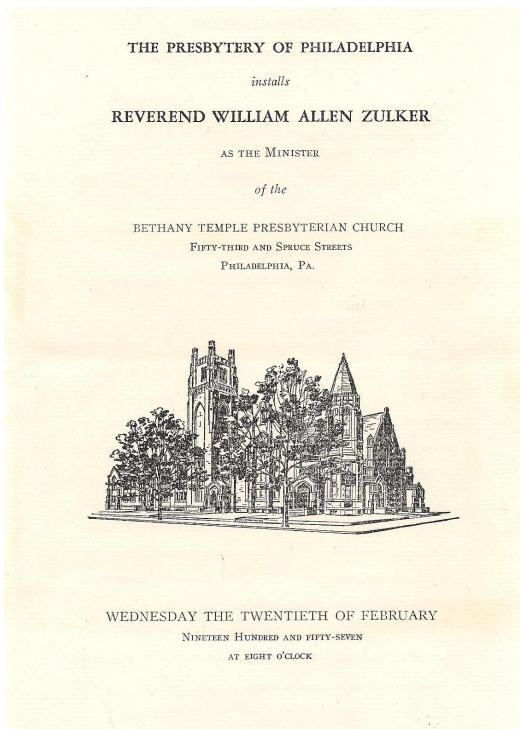 THE PRESBYTERY OF PHILADELPHIA
installs
REVEREND WILLIAM ALLEN ZULKER
AS THE MINISTER
of the
BETHANY TEMPLE PRESBYTERIAN CHURCH
FIFTY-THIRD AND SPRUCE STREETS
PHILADELPHIA, PA.
WEDNESDAY THE TWENTIETH OF FEBRUARY
NINETEEN HUNDRED AND FIFTY-SEVEN
AT EIGHT O'CLOCK